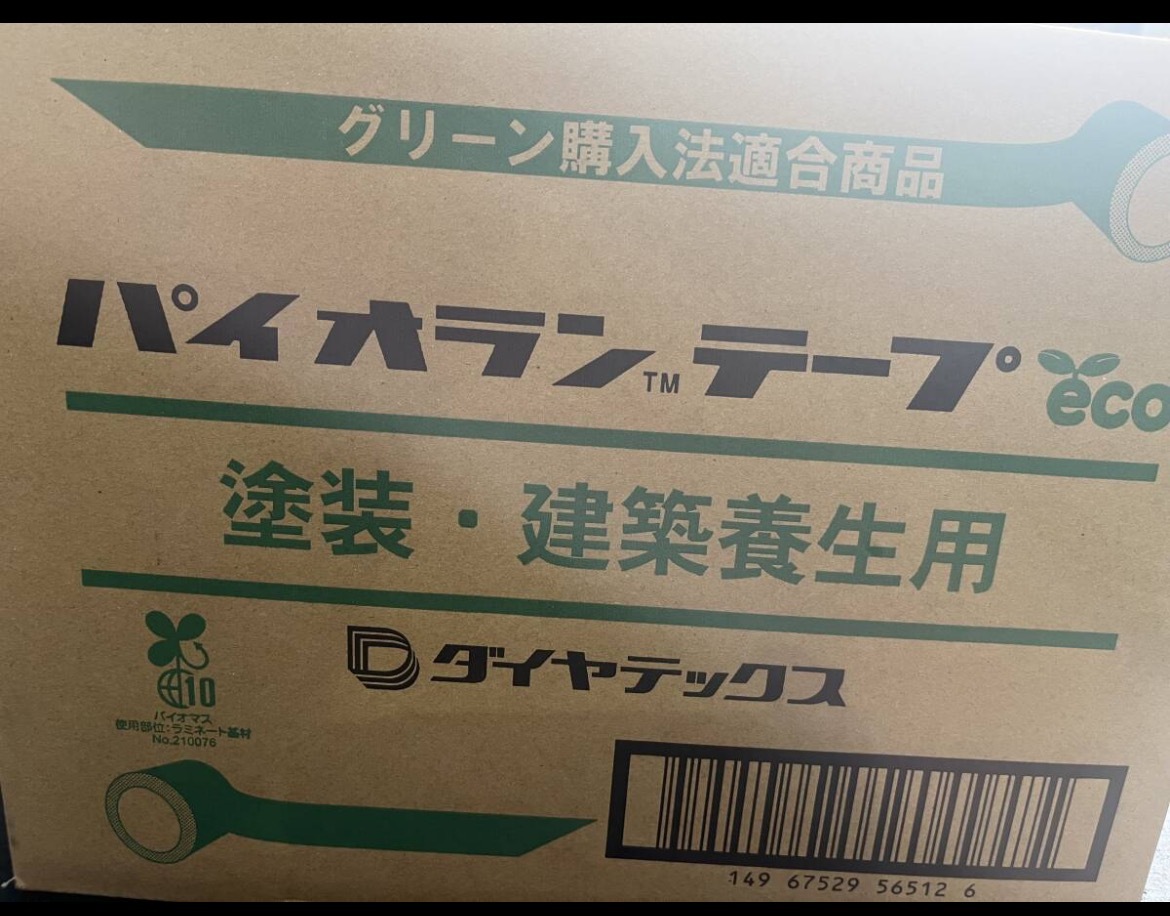 グリーン購入法適合商品
パイオラン™テープ eco
塗装・建築養生用
10
バイオマス
使用部位:ラミネート基材
No.210076
D ダイヤテックス
149 67529 56512 6